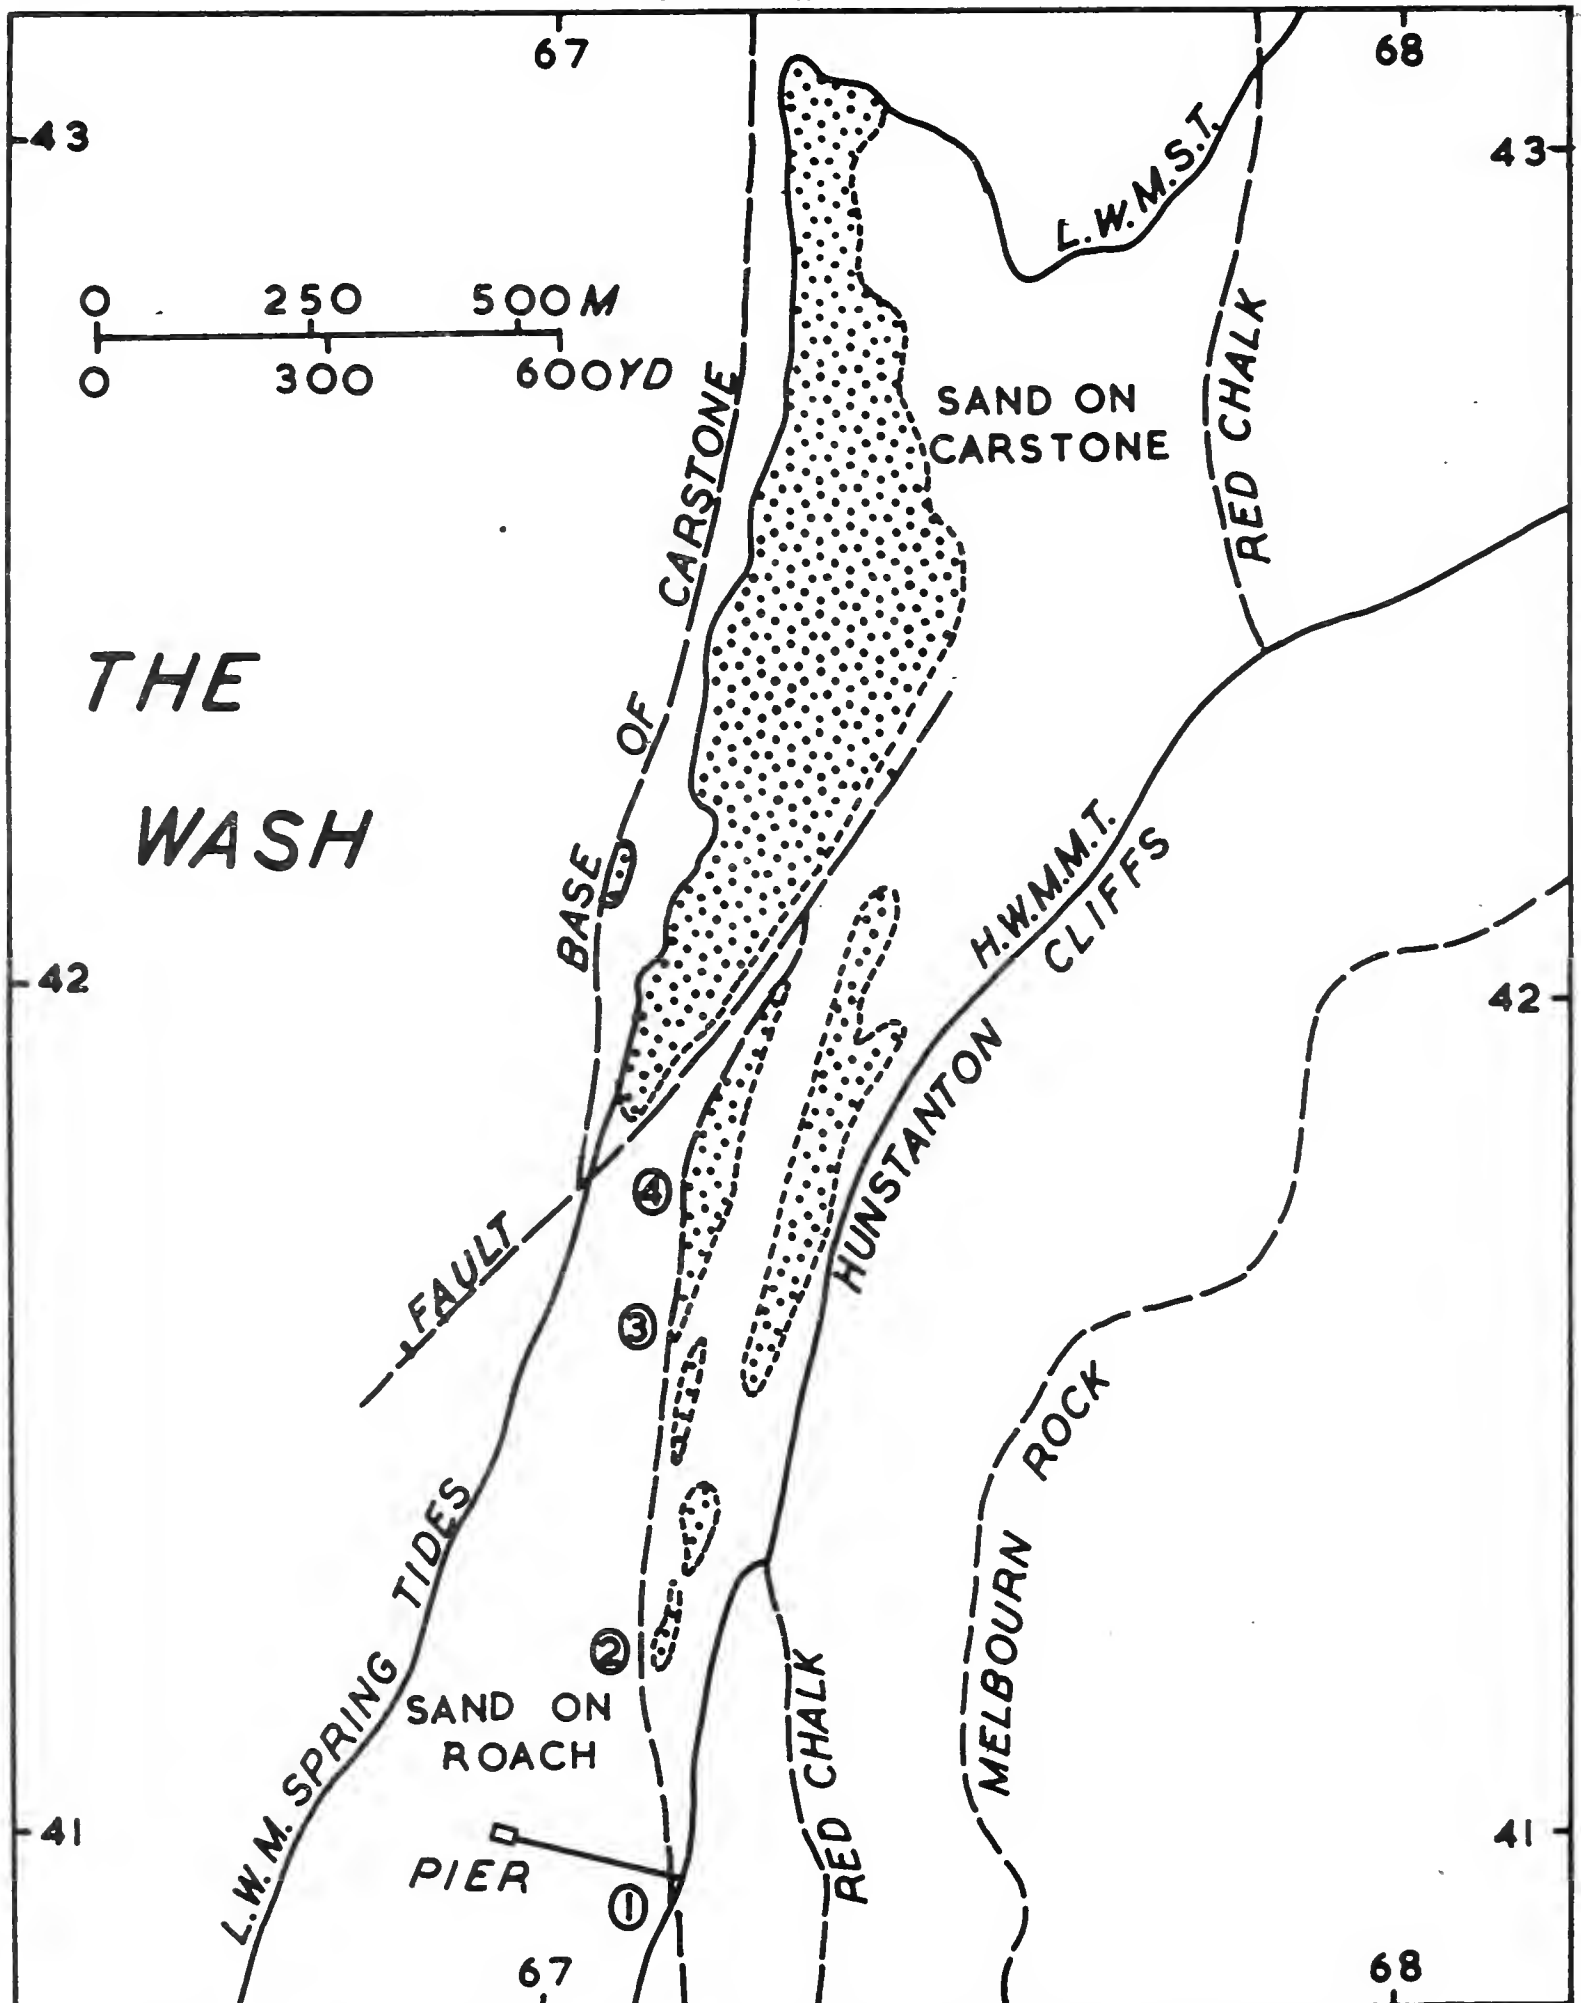 67
68
43
43
L.W.M.S.T.
0 250 500M
0 300 600YD
RED CHALK
SAND ON
CARSTONE
BASE OF CARSTONE
THE
WASH
H.W.M.M.T.
HUNSTANTON CLIFFS
42
42
4
FAULT
3
MELBOURN ROCK
L.W.M. SPRING TIDES
2
SAND ON
ROACH
RED CHALK
41
41
PIER
1
67
68